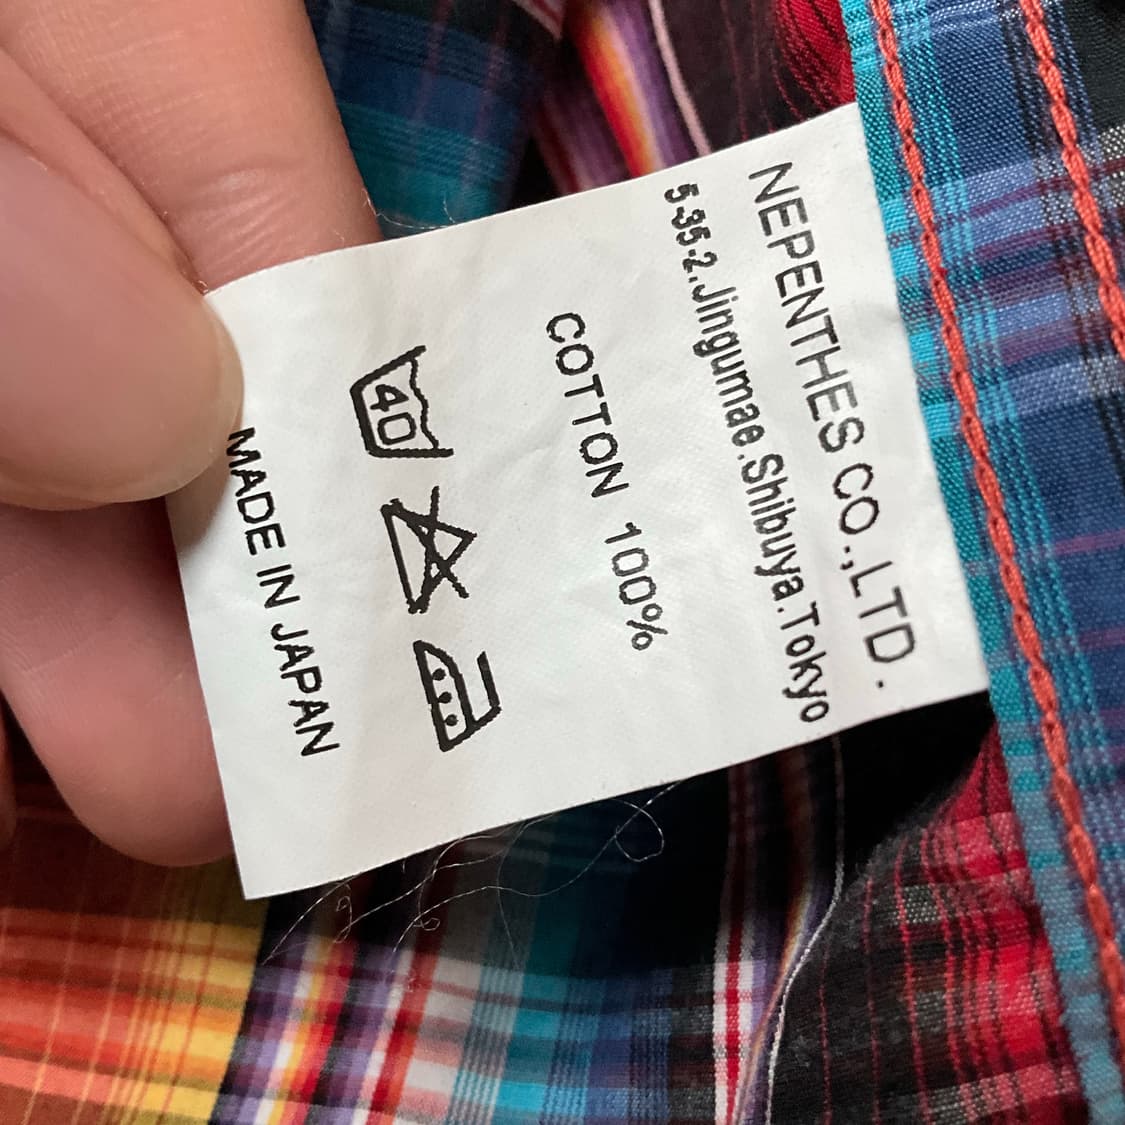 NEPENTHES CO.,LTD.
5-35-2.Jingumae.Shibuya.Tokyo
COTTON 100%
40
MADE IN JAPAN